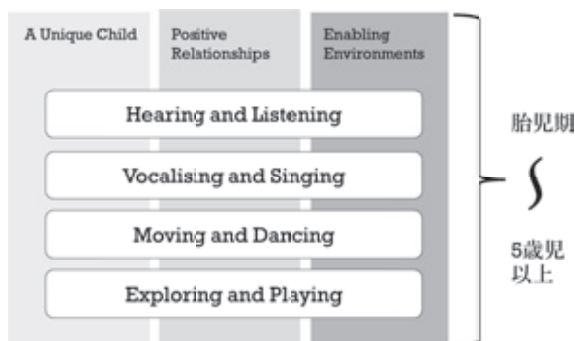 A Unique Child
Positive
Relationships
Enabling
Environments
Hearing and Listening
Vocalising and Singing
Moving and Dancing
Exploring and Playing
胎児期
5歳児
以上